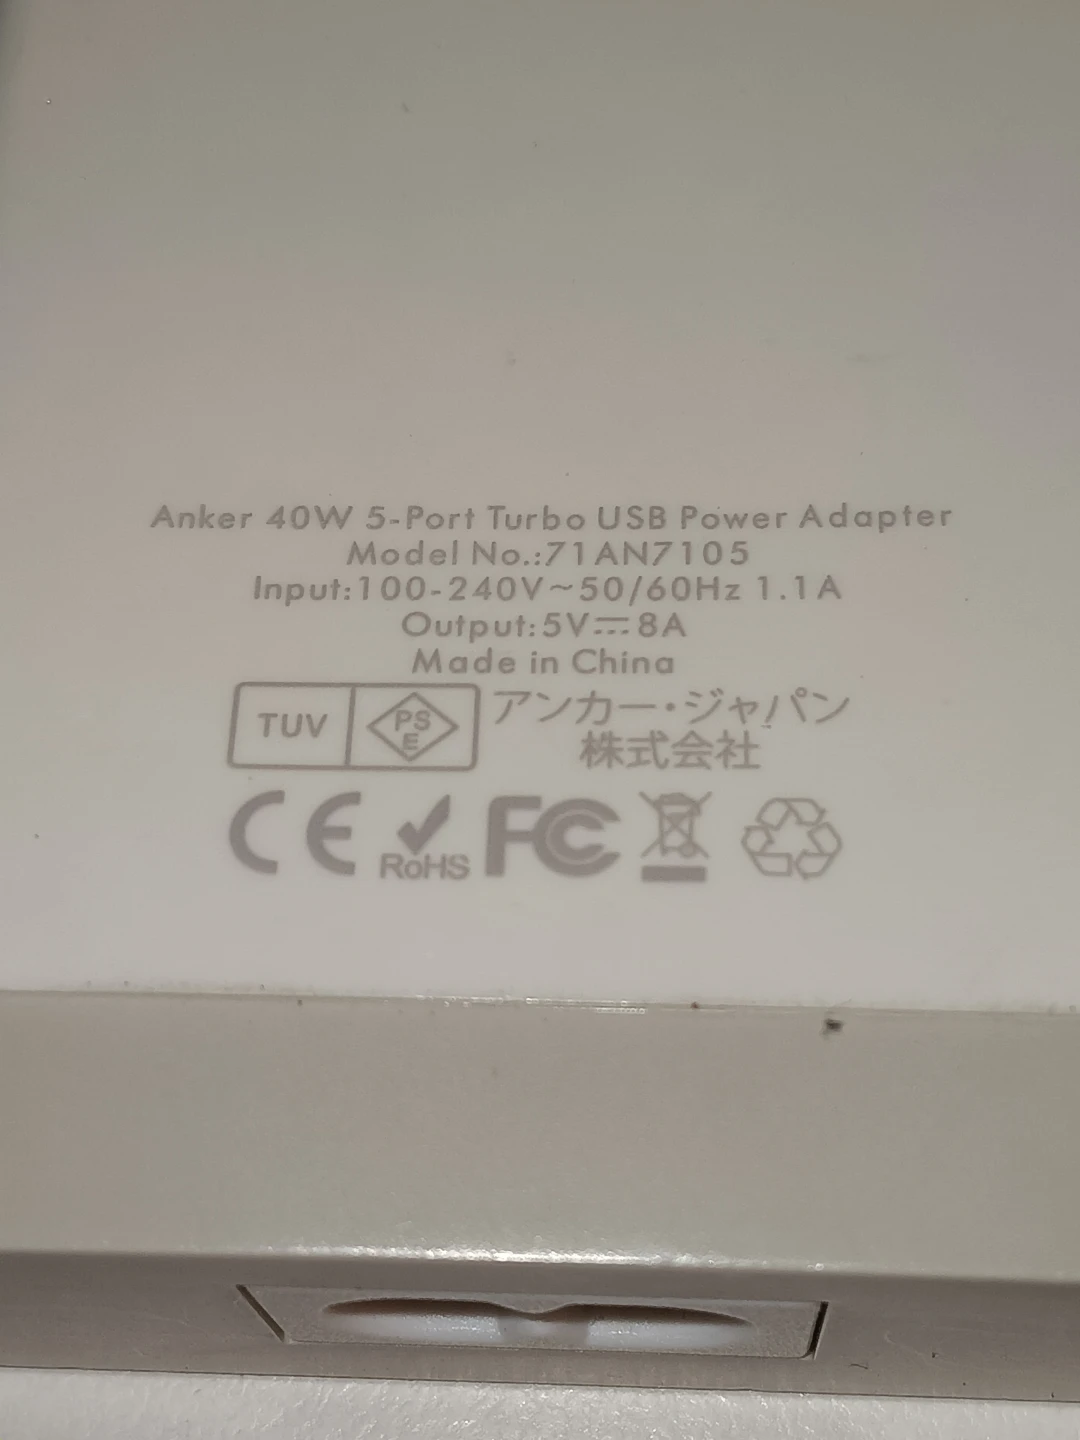 Anker 40W 5-Port Turbo USB Power Adapter
Model No.:71AN7105
Input:100-240V~50/60Hz 1.1A
Output:5V⎓8A
Made in China
TUV PSE アンカー・ジャパン
株式会社
CE RoHS FC